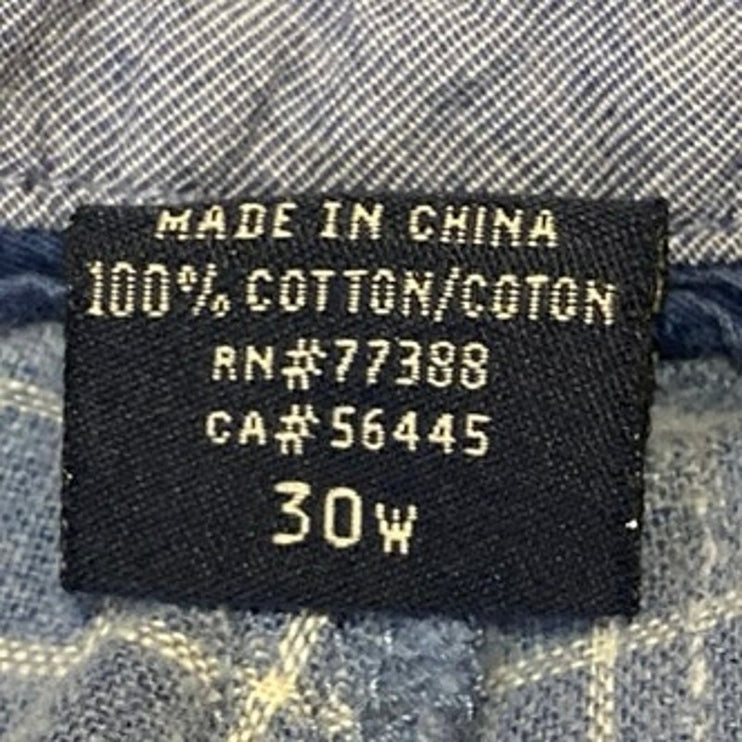 MADE IN CHINA
100% COTTON/COTON
RN#77388
CA#56445
30W